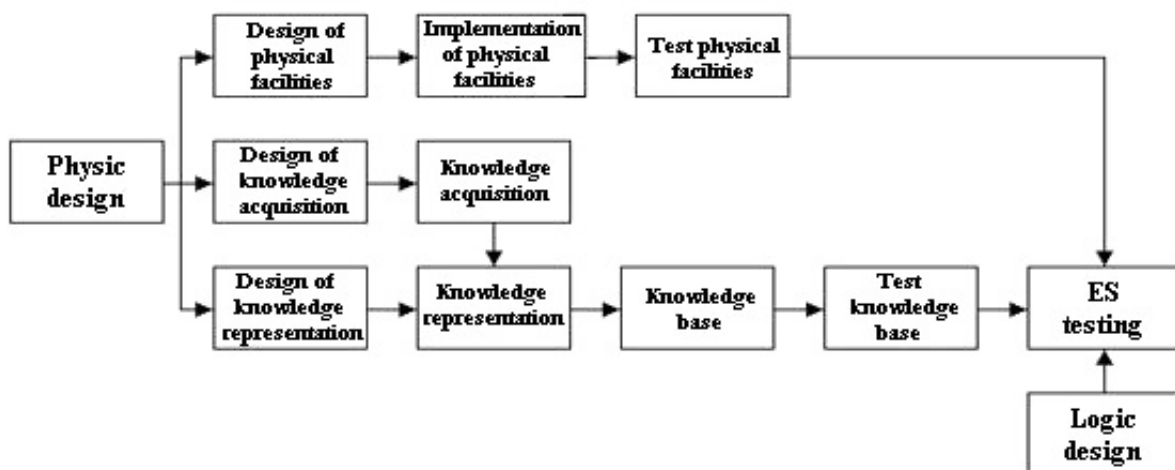 Design of
physical
facilities
Implementation
of physical
facilities
Test physical
facilities
Physic
design
Design of
knowledge
acquisition
Knowledge
acquisition
Design of
knowledge
representation
Knowledge
representation
Knowledge
base
Test
knowledge
base
ES
testing
Logic
design